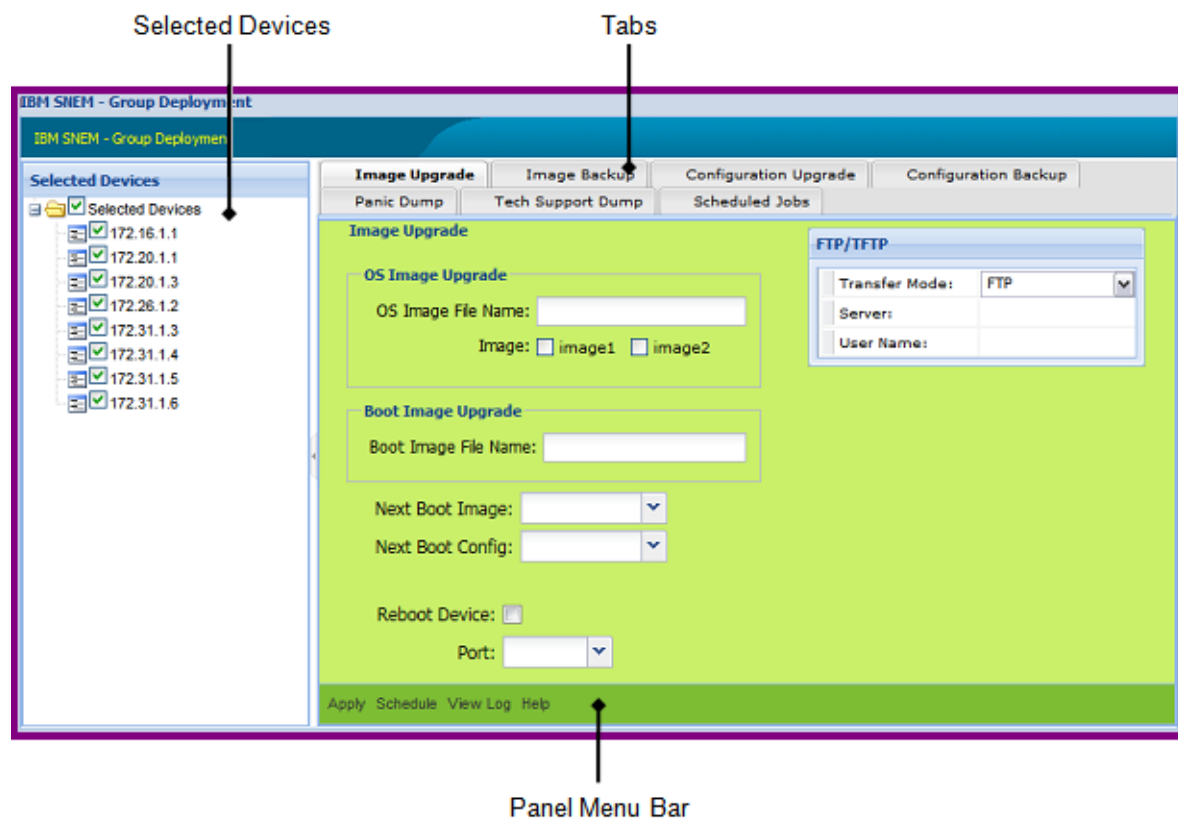 Selected Devices
Tabs
IBM SNEM - Group Deployment
IBM SNEM - Group Deployment
Selected Devices
Selected Devices
172.16.1.1
172.20.1.1
172.20.1.3
172.26.1.2
172.31.1.3
172.31.1.4
172.31.1.5
172.31.1.6
Image Upgrade Image Backup Configuration Upgrade Configuration Backup
Panic Dump Tech Support Dump Scheduled Jobs
Image Upgrade
OS Image Upgrade
OS Image File Name:
Image: image1 image2
Boot Image Upgrade
Boot Image File Name:
Next Boot Image:
Next Boot Config:
Reboot Device:
Port:
FTP/TFTP
Transfer Mode: FTP
Server:
User Name:
Apply Schedule View Log Help
Panel Menu Bar